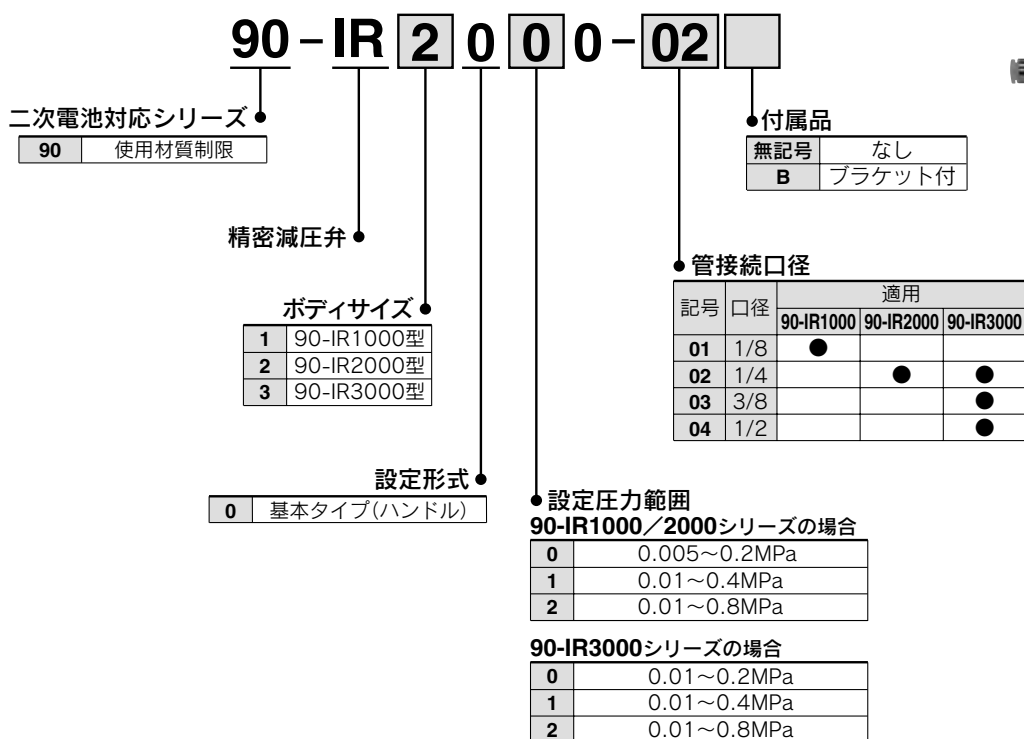 90-IR2000-02
二次電池対応シリーズ
90 使用材質制限
付属品
無記号 なし
B ブラケット付
精密減圧弁
管接続口径
記号 口径 適用
90-IR1000 90-IR2000 90-IR3000
01 1/8 ●
02 1/4 ● ●
03 3/8 ●
04 1/2 ●
ボディサイズ
1 90-IR1000型
2 90-IR2000型
3 90-IR3000型
設定形式
0 基本タイプ(ハンドル)
設定圧力範囲
90-IR1000/2000シリーズの場合
0 0.005~0.2MPa
1 0.01~0.4MPa
2 0.01~0.8MPa
90-IR3000シリーズの場合
0 0.01~0.2MPa
1 0.01~0.4MPa
2 0.01~0.8MPa